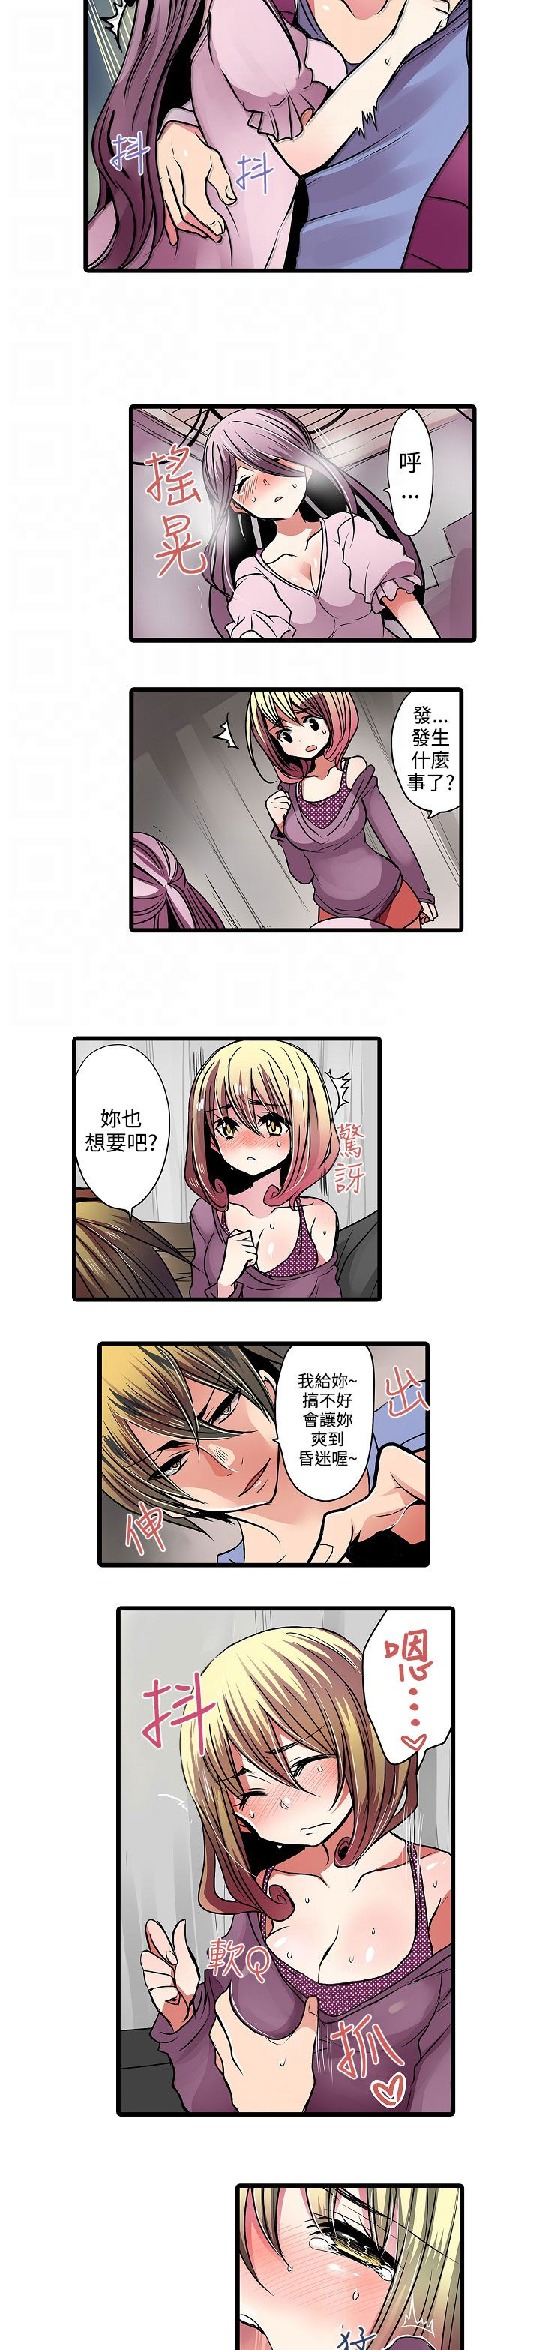 抖
抖
呼
…
搖
晃
發…
發生
什麼
事了?
妳也
想要吧?
驚
訝
我給妳~
搞不好
會讓妳
爽到
昏迷喔~
出
伸
嗯…♡
抖
軟Q
抓♡